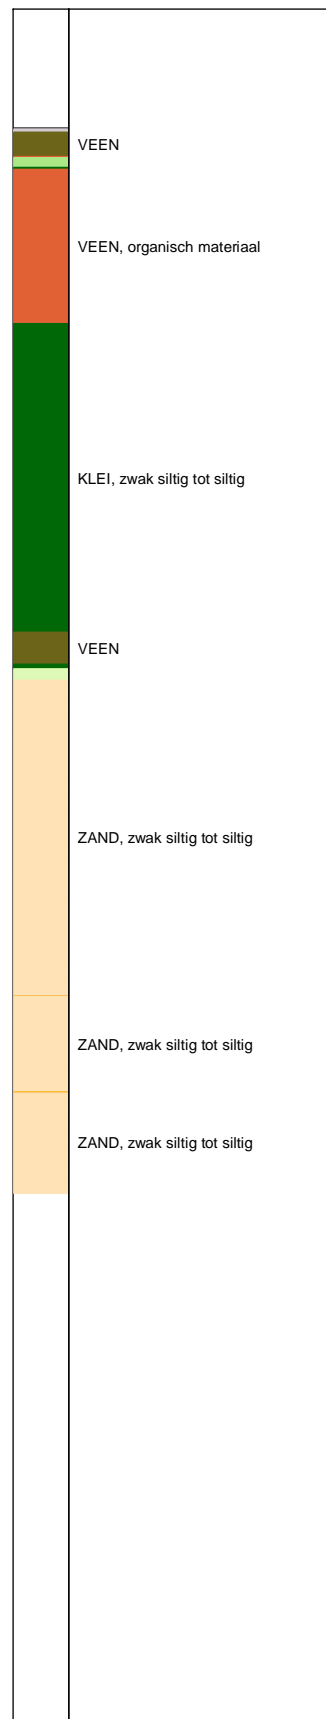 VEEN
VEEN, organisch materiaal
KLEI, zwak siltig tot siltig
VEEN
ZAND, zwak siltig tot siltig
ZAND, zwak siltig tot siltig
ZAND, zwak siltig tot siltig